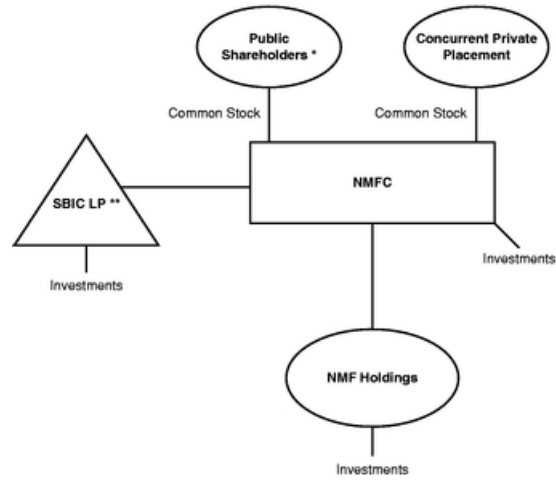 Public
Shareholders *
Concurrent Private
Placement
Common Stock
Common Stock
NMFC
SBIC LP **
Investments
Investments
NMF Holdings
Investments